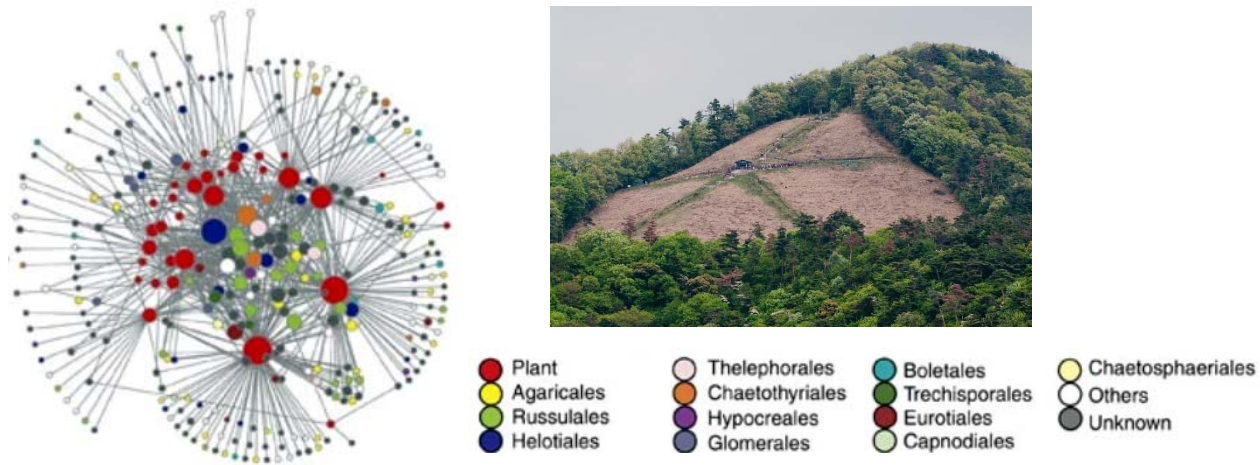 Plant
Agaricales
Russulales
Helotiales
Thelephorales
Chaetothyriales
Hypocreales
Glomerales
Boletales
Trechisporales
Eurotiales
Capnodiales
Chaetosphaeriales
Others
Unknown